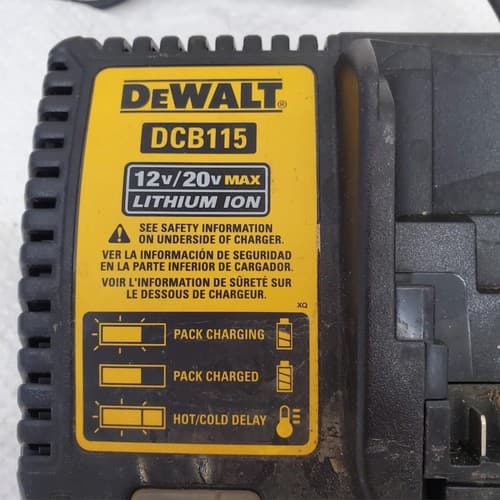 DEWALT®
DCB115
12V/20V MAX
LITHIUM ION
SEE SAFETY INFORMATION
ON UNDERSIDE OF CHARGER.
VER LA INFORMACIÓN DE SEGURIDAD
EN LA PARTE INFERIOR DE CARGADOR.
VOIR L'INFORMATION DE SÛRETÉ SUR
LE DESSOUS DE CHARGEUR.
XQ
PACK CHARGING
PACK CHARGED
HOT/COLD DELAY